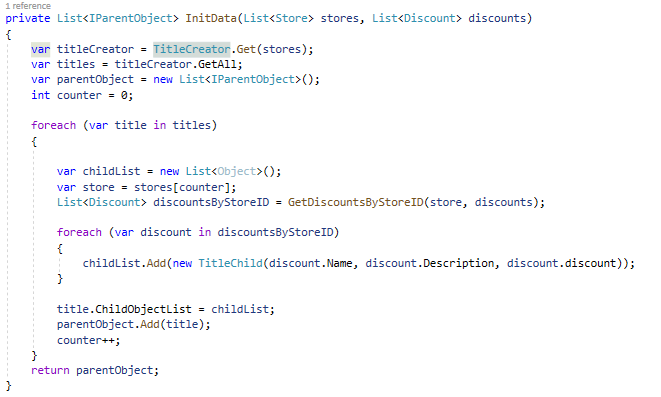 1 reference
private List<IParentObject> InitData(List<Store> stores, List<Discount> discounts)
{
var titleCreator = TitleCreator.Get(stores);
var titles = titleCreator.GetAll;
var parentObject = new List<IParentObject>();
int counter = 0;
foreach (var title in titles)
{
var childList = new List<Object>();
var store = stores[counter];
List<Discount> discountsByStoreID = GetDiscountsByStoreID(store, discounts);
foreach (var discount in discountsByStoreID)
{
childList.Add(new TitleChild(discount.Name, discount.Description, discount.discount));
}
title.ChildObjectList = childList;
parentObject.Add(title);
counter++;
}
return parentObject;
}